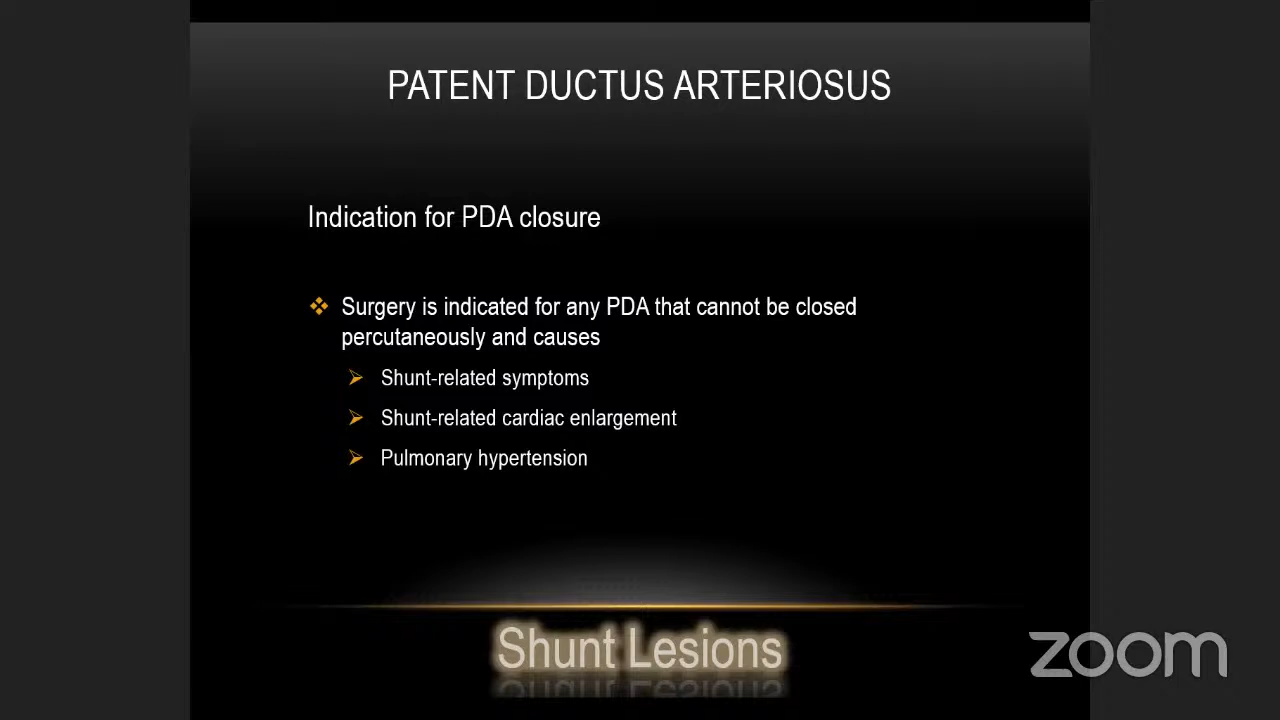 PATENT DUCTUS ARTERIOSUS
Indication for PDA closure
Surgery is indicated for any PDA that cannot be closed
percutaneously and causes
Shunt-related symptoms
Shunt-related cardiac enlargement
Pulmonary hypertension
Shunt Lesions
zoom